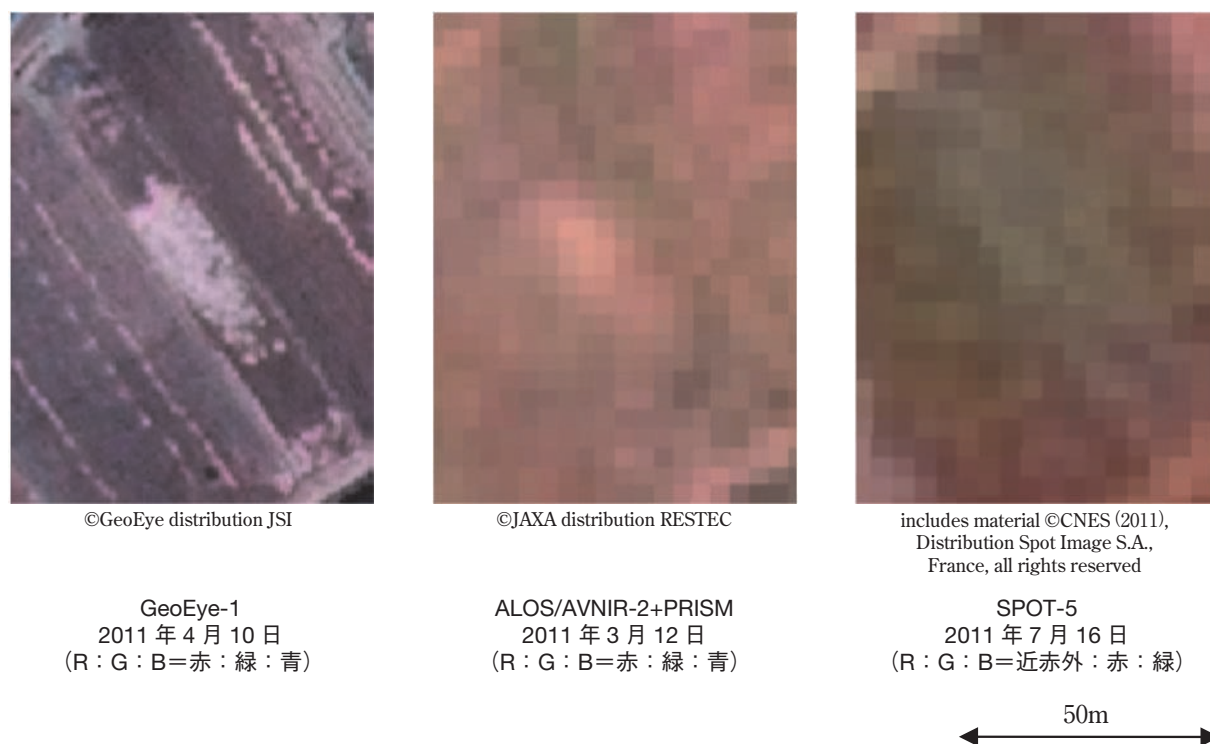 ©GeoEye distribution JSI
©JAXA distribution RESTEC
includes material ©CNES (2011),
Distribution Spot Image S.A.,
France, all rights reserved
GeoEye-1
2011 年 4 月 10 日
（R：G：B＝赤：緑：青）
ALOS/AVNIR-2+PRISM
2011 年 3 月 12 日
（R：G：B＝赤：緑：青）
SPOT-5
2011 年 7 月 16 日
（R：G：B＝近赤外：赤：緑）
50m